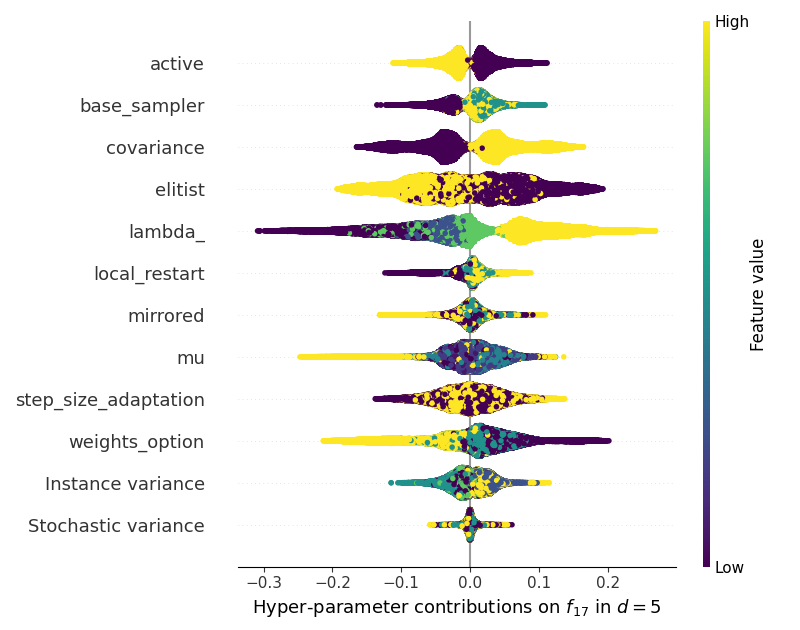 High
active
base_sampler
covariance
elitist
lambda_
local_restart
mirrored
mu
step_size_adaptation
weights_option
Instance variance
Stochastic variance
Feature value
Low
−0.3 −0.2 −0.1 0.0 0.1 0.2
Hyper-parameter contributions on f17 in d = 5